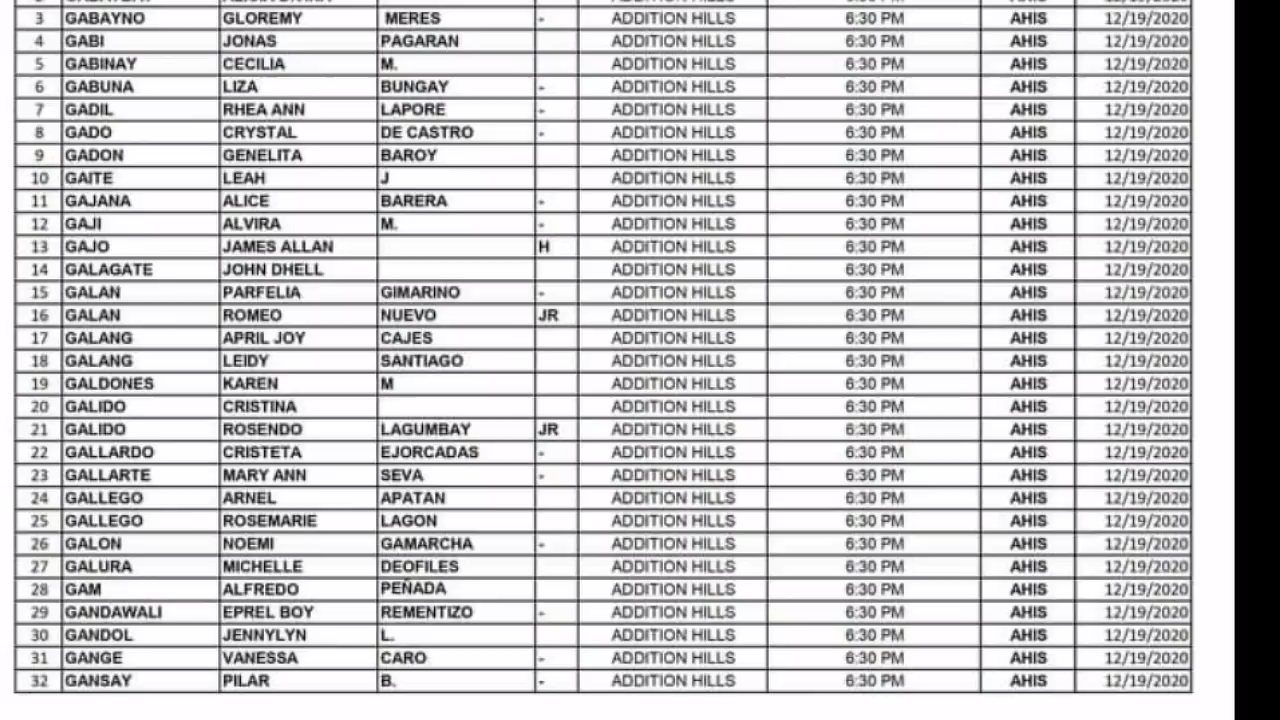 3 GABAYNO GLOREMY MERES - ADDITION HILLS 6:30 PM AHIS 12/19/2020
4 GABI JONAS PAGARAN ADDITION HILLS 6:30 PM AHIS 12/19/2020
5 GABINAY CECILIA M. ADDITION HILLS 6:30 PM AHIS 12/19/2020
6 GABUNA LIZA BUNGAY - ADDITION HILLS 6:30 PM AHIS 12/19/2020
7 GADIL RHEA ANN LAPORE - ADDITION HILLS 6:30 PM AHIS 12/19/2020
8 GADO CRYSTAL DE CASTRO - ADDITION HILLS 6:30 PM AHIS 12/19/2020
9 GADON GENELITA BAROY ADDITION HILLS 6:30 PM AHIS 12/19/2020
10 GAITE LEAH J ADDITION HILLS 6:30 PM AHIS 12/19/2020
11 GAJANA ALICE BARERA - ADDITION HILLS 6:30 PM AHIS 12/19/2020
12 GAJI ALVIRA M. - ADDITION HILLS 6:30 PM AHIS 12/19/2020
13 GAJO JAMES ALLAN H ADDITION HILLS 6:30 PM AHIS 12/19/2020
14 GALAGATE JOHN DHELL ADDITION HILLS 6:30 PM AHIS 12/19/2020
15 GALAN PARFELIA GIMARINO - ADDITION HILLS 6:30 PM AHIS 12/19/2020
16 GALAN ROMEO NUEVO JR ADDITION HILLS 6:30 PM AHIS 12/19/2020
17 GALANG APRIL JOY CAJES ADDITION HILLS 6:30 PM AHIS 12/19/2020
18 GALANG LEIDY SANTIAGO ADDITION HILLS 6:30 PM AHIS 12/19/2020
19 GALDONES KAREN M ADDITION HILLS 6:30 PM AHIS 12/19/2020
20 GALIDO CRISTINA ADDITION HILLS 6:30 PM AHIS 12/19/2020
21 GALIDO ROSENDO LAGUMBAY JR ADDITION HILLS 6:30 PM AHIS 12/19/2020
22 GALLARDO CRISTETA EJORCADAS - ADDITION HILLS 6:30 PM AHIS 12/19/2020
23 GALLARTE MARY ANN SEVA - ADDITION HILLS 6:30 PM AHIS 12/19/2020
24 GALLEGO ARNEL APATAN ADDITION HILLS 6:30 PM AHIS 12/19/2020
25 GALLEGO ROSEMARIE LAGON ADDITION HILLS 6:30 PM AHIS 12/19/2020
26 GALON NOEMI GAMARCHA - ADDITION HILLS 6:30 PM AHIS 12/19/2020
27 GALURA MICHELLE DEOFILES ADDITION HILLS 6:30 PM AHIS 12/19/2020
28 GAM ALFREDO PEÑADA ADDITION HILLS 6:30 PM AHIS 12/19/2020
29 GANDAWALI EPREL BOY REMENTIZO - ADDITION HILLS 6:30 PM AHIS 12/19/2020
30 GANDOL JENNYLYN L. ADDITION HILLS 6:30 PM AHIS 12/19/2020
31 GANGE VANESSA CARO - ADDITION HILLS 6:30 PM AHIS 12/19/2020
32 GANSAY PILAR B. - ADDITION HILLS 6:30 PM AHIS 12/19/2020